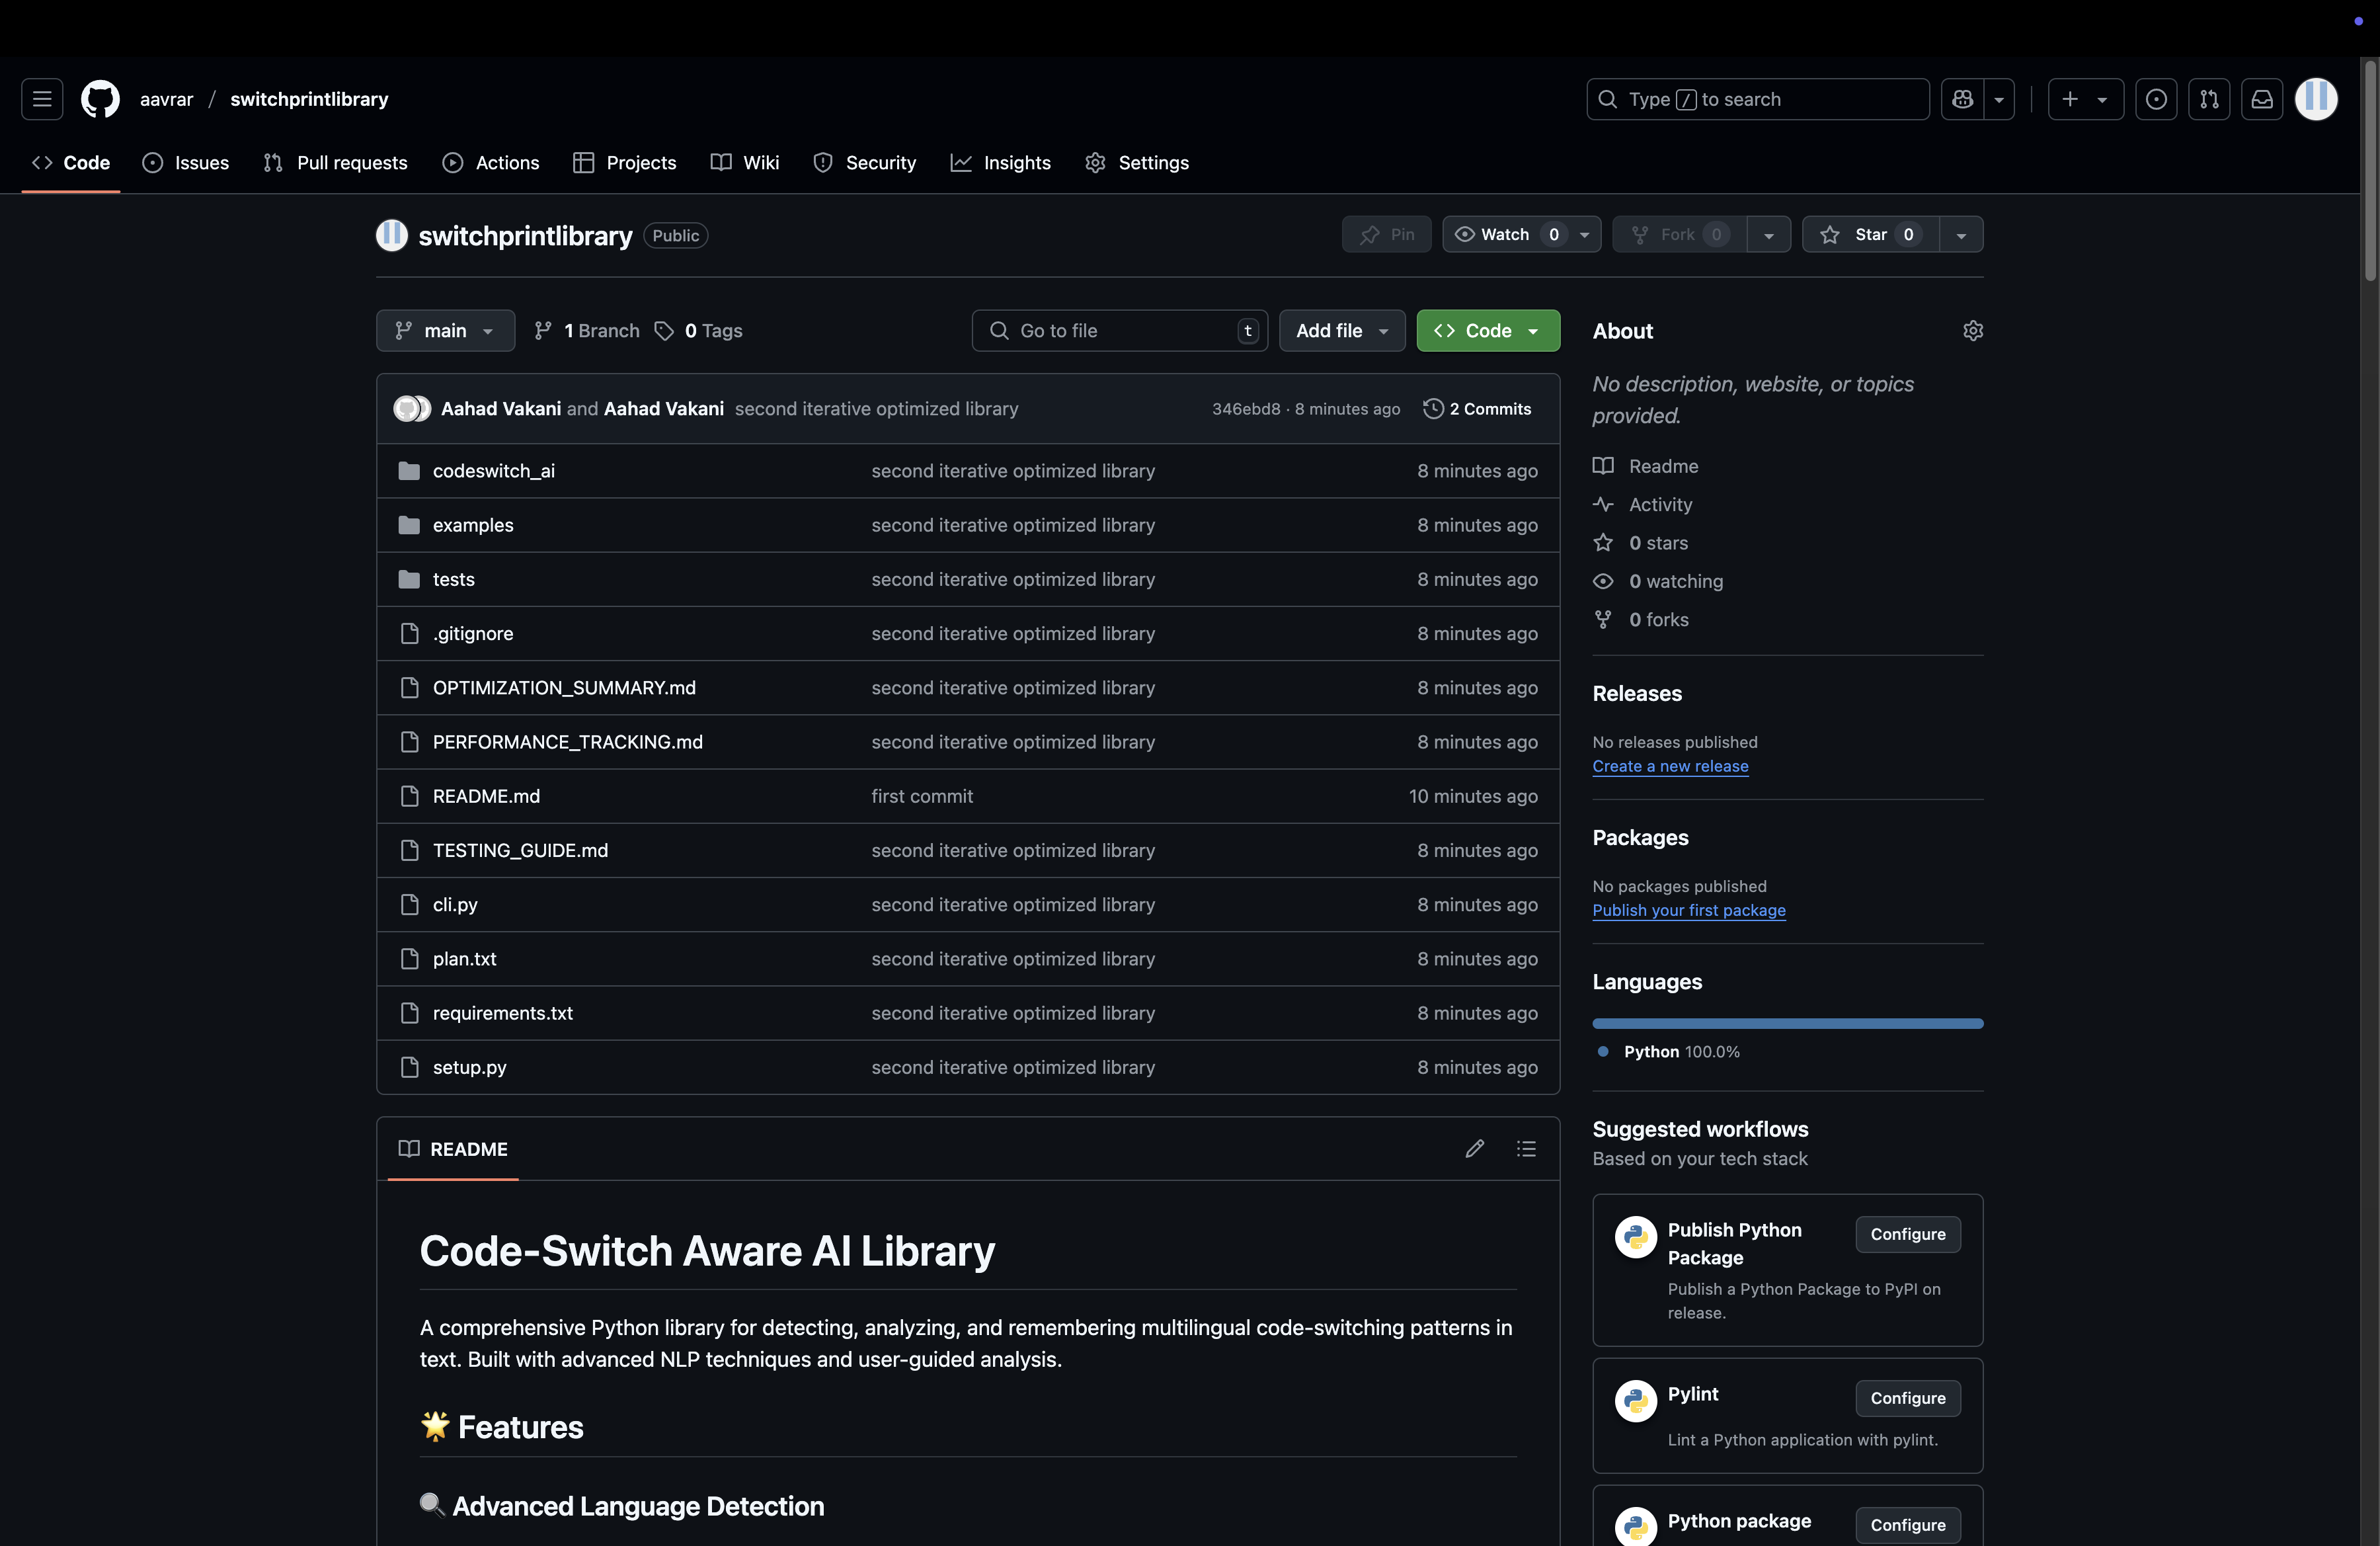 aavrar / switchprintlibrary
Type / to search
Code Issues Pull requests Actions Projects Wiki Security Insights Settings
switchprintlibrary Public
Pin Watch 0 Fork 0 Star 0
main 1 Branch 0 Tags
Go to file t Add file Code
Aahad Vakani and Aahad Vakani second iterative optimized library 346ebd8 · 8 minutes ago 2 Commits
codeswitch_ai second iterative optimized library 8 minutes ago
examples second iterative optimized library 8 minutes ago
tests second iterative optimized library 8 minutes ago
.gitignore second iterative optimized library 8 minutes ago
OPTIMIZATION_SUMMARY.md second iterative optimized library 8 minutes ago
PERFORMANCE_TRACKING.md second iterative optimized library 8 minutes ago
README.md first commit 10 minutes ago
TESTING_GUIDE.md second iterative optimized library 8 minutes ago
cli.py second iterative optimized library 8 minutes ago
plan.txt second iterative optimized library 8 minutes ago
requirements.txt second iterative optimized library 8 minutes ago
setup.py second iterative optimized library 8 minutes ago
README
Code-Switch Aware AI Library
A comprehensive Python library for detecting, analyzing, and remembering multilingual code-switching patterns in
text. Built with advanced NLP techniques and user-guided analysis.
🌟 Features
🔍 Advanced Language Detection
About
No description, website, or topics
provided.
Readme
Activity
0 stars
0 watching
0 forks
Releases
No releases published
Create a new release
Packages
No packages published
Publish your first package
Languages
Python 100.0%
Suggested workflows
Based on your tech stack
Publish Python
Package
Configure
Publish a Python Package to PyPI on
release.
Pylint
Configure
Lint a Python application with pylint.
Python package
Configure